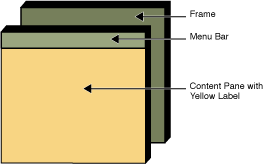 Frame
Menu Bar
Content Pane with
Yellow Label